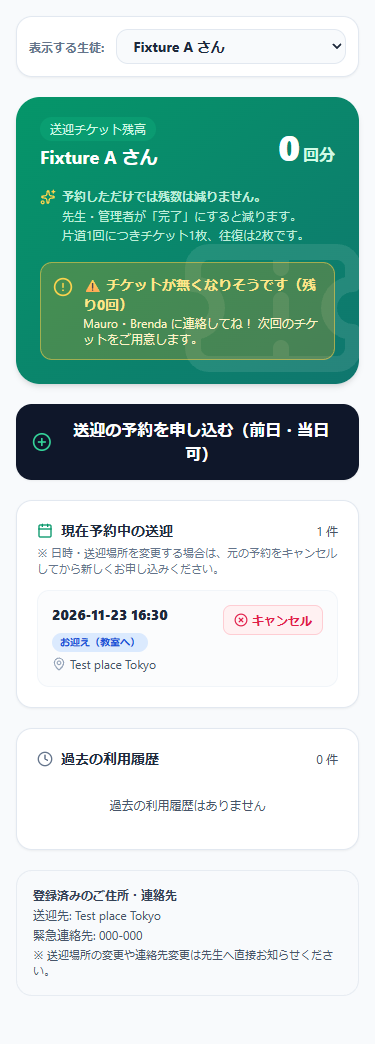 表示する生徒:
Fixture A さん
送迎チケット残高
Fixture A さん
0 回分
予約しただけでは残数は減りません。
先生・管理者が「完了」にすると減ります。
片道1回につきチケット1枚、往復は2枚です。
⚠️ チケットが無くなりそうです（残
り0回）
Mauro・Brenda に連絡してね！ 次回のチケ
ットをご用意します。
送迎の予約を申し込む（前日・当日
可）
現在予約中の送迎
1 件
※ 日時・送迎場所を変更する場合は、元の予約をキャンセル
してから新しくお申し込みください。
2026-11-23 16:30
キャンセル
お迎え（教室へ）
Test place Tokyo
過去の利用履歴
0 件
過去の利用履歴はありません
登録済みのご住所・連絡先
送迎先: Test place Tokyo
緊急連絡先: 000-000
※ 送迎場所の変更や連絡先変更は先生へ直接お知らせくださ
い。